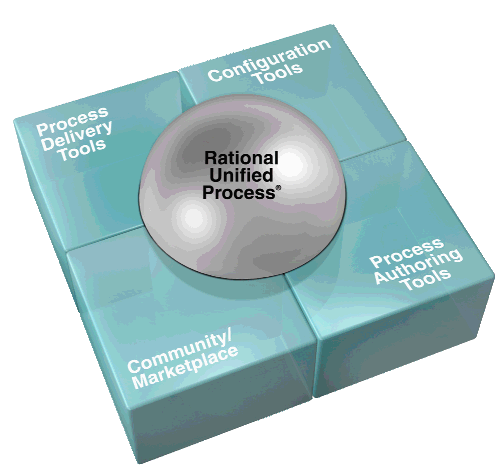 Configuration
Tools
Process
Delivery
Tools
Rational
Unified
Process®
Process
Authoring
Tools
Community/
Marketplace